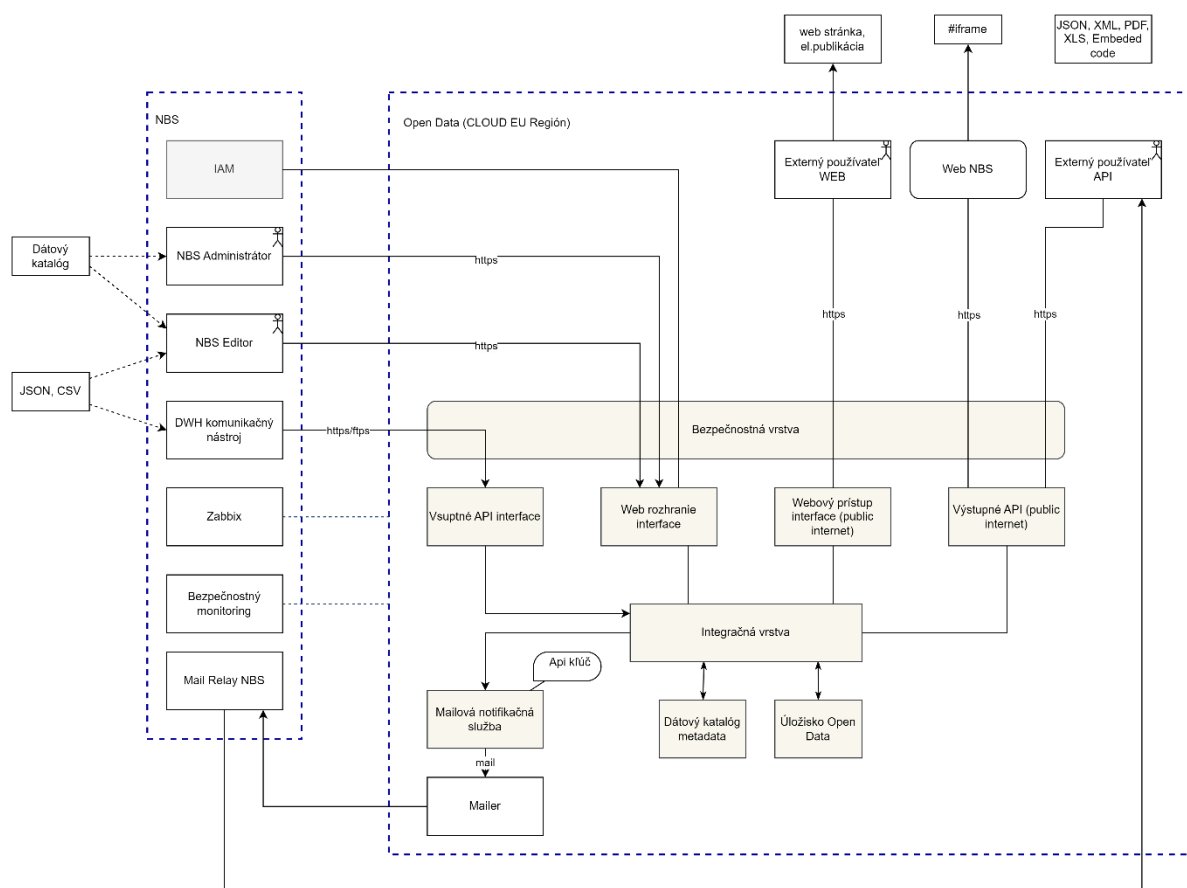 web stránka,
el.publikácia
#iframe
JSON, XML, PDF,
XLS, Embeded
code
NBS
Open Data (CLOUD EU Región)
IAM
Externý používateľ
WEB
Web NBS
Externý používateľ
API
Dátový
katalóg
NBS Administrátor
https
https
https
https
NBS Editor
https
JSON, CSV
DWH komunikačný
nástroj
https/ftps
Bezpečnostná vrstva
Zabbix
Vsuptné API interface
Web rozhranie
interface
Webový prístup
interface (public
internet)
Výstupné API (public
internet)
Bezpečnostný
monitoring
Integračná vrstva
Api kľúč
Mail Relay NBS
Mailová notifikačná
služba
Dátový katalóg
metadata
Úložisko Open
Data
mail
Mailer